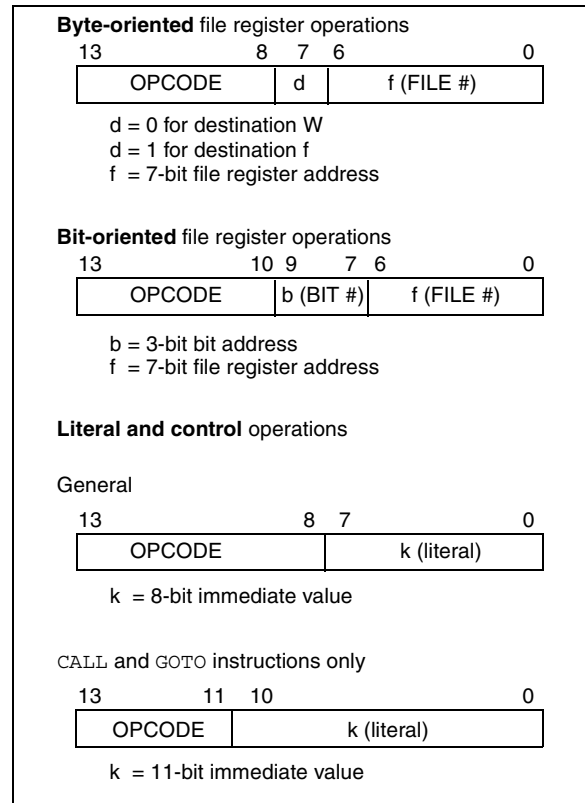 Byte-oriented file register operations
13 8 7 6 0
OPCODE d f (FILE #)
d = 0 for destination W
d = 1 for destination f
f = 7-bit file register address
Bit-oriented file register operations
13 10 9 7 6 0
OPCODE b (BIT #) f (FILE #)
b = 3-bit bit address
f = 7-bit file register address
Literal and control operations
General
13 8 7 0
OPCODE k (literal)
k = 8-bit immediate value
CALL and GOTO instructions only
13 11 10 0
OPCODE k (literal)
k = 11-bit immediate value